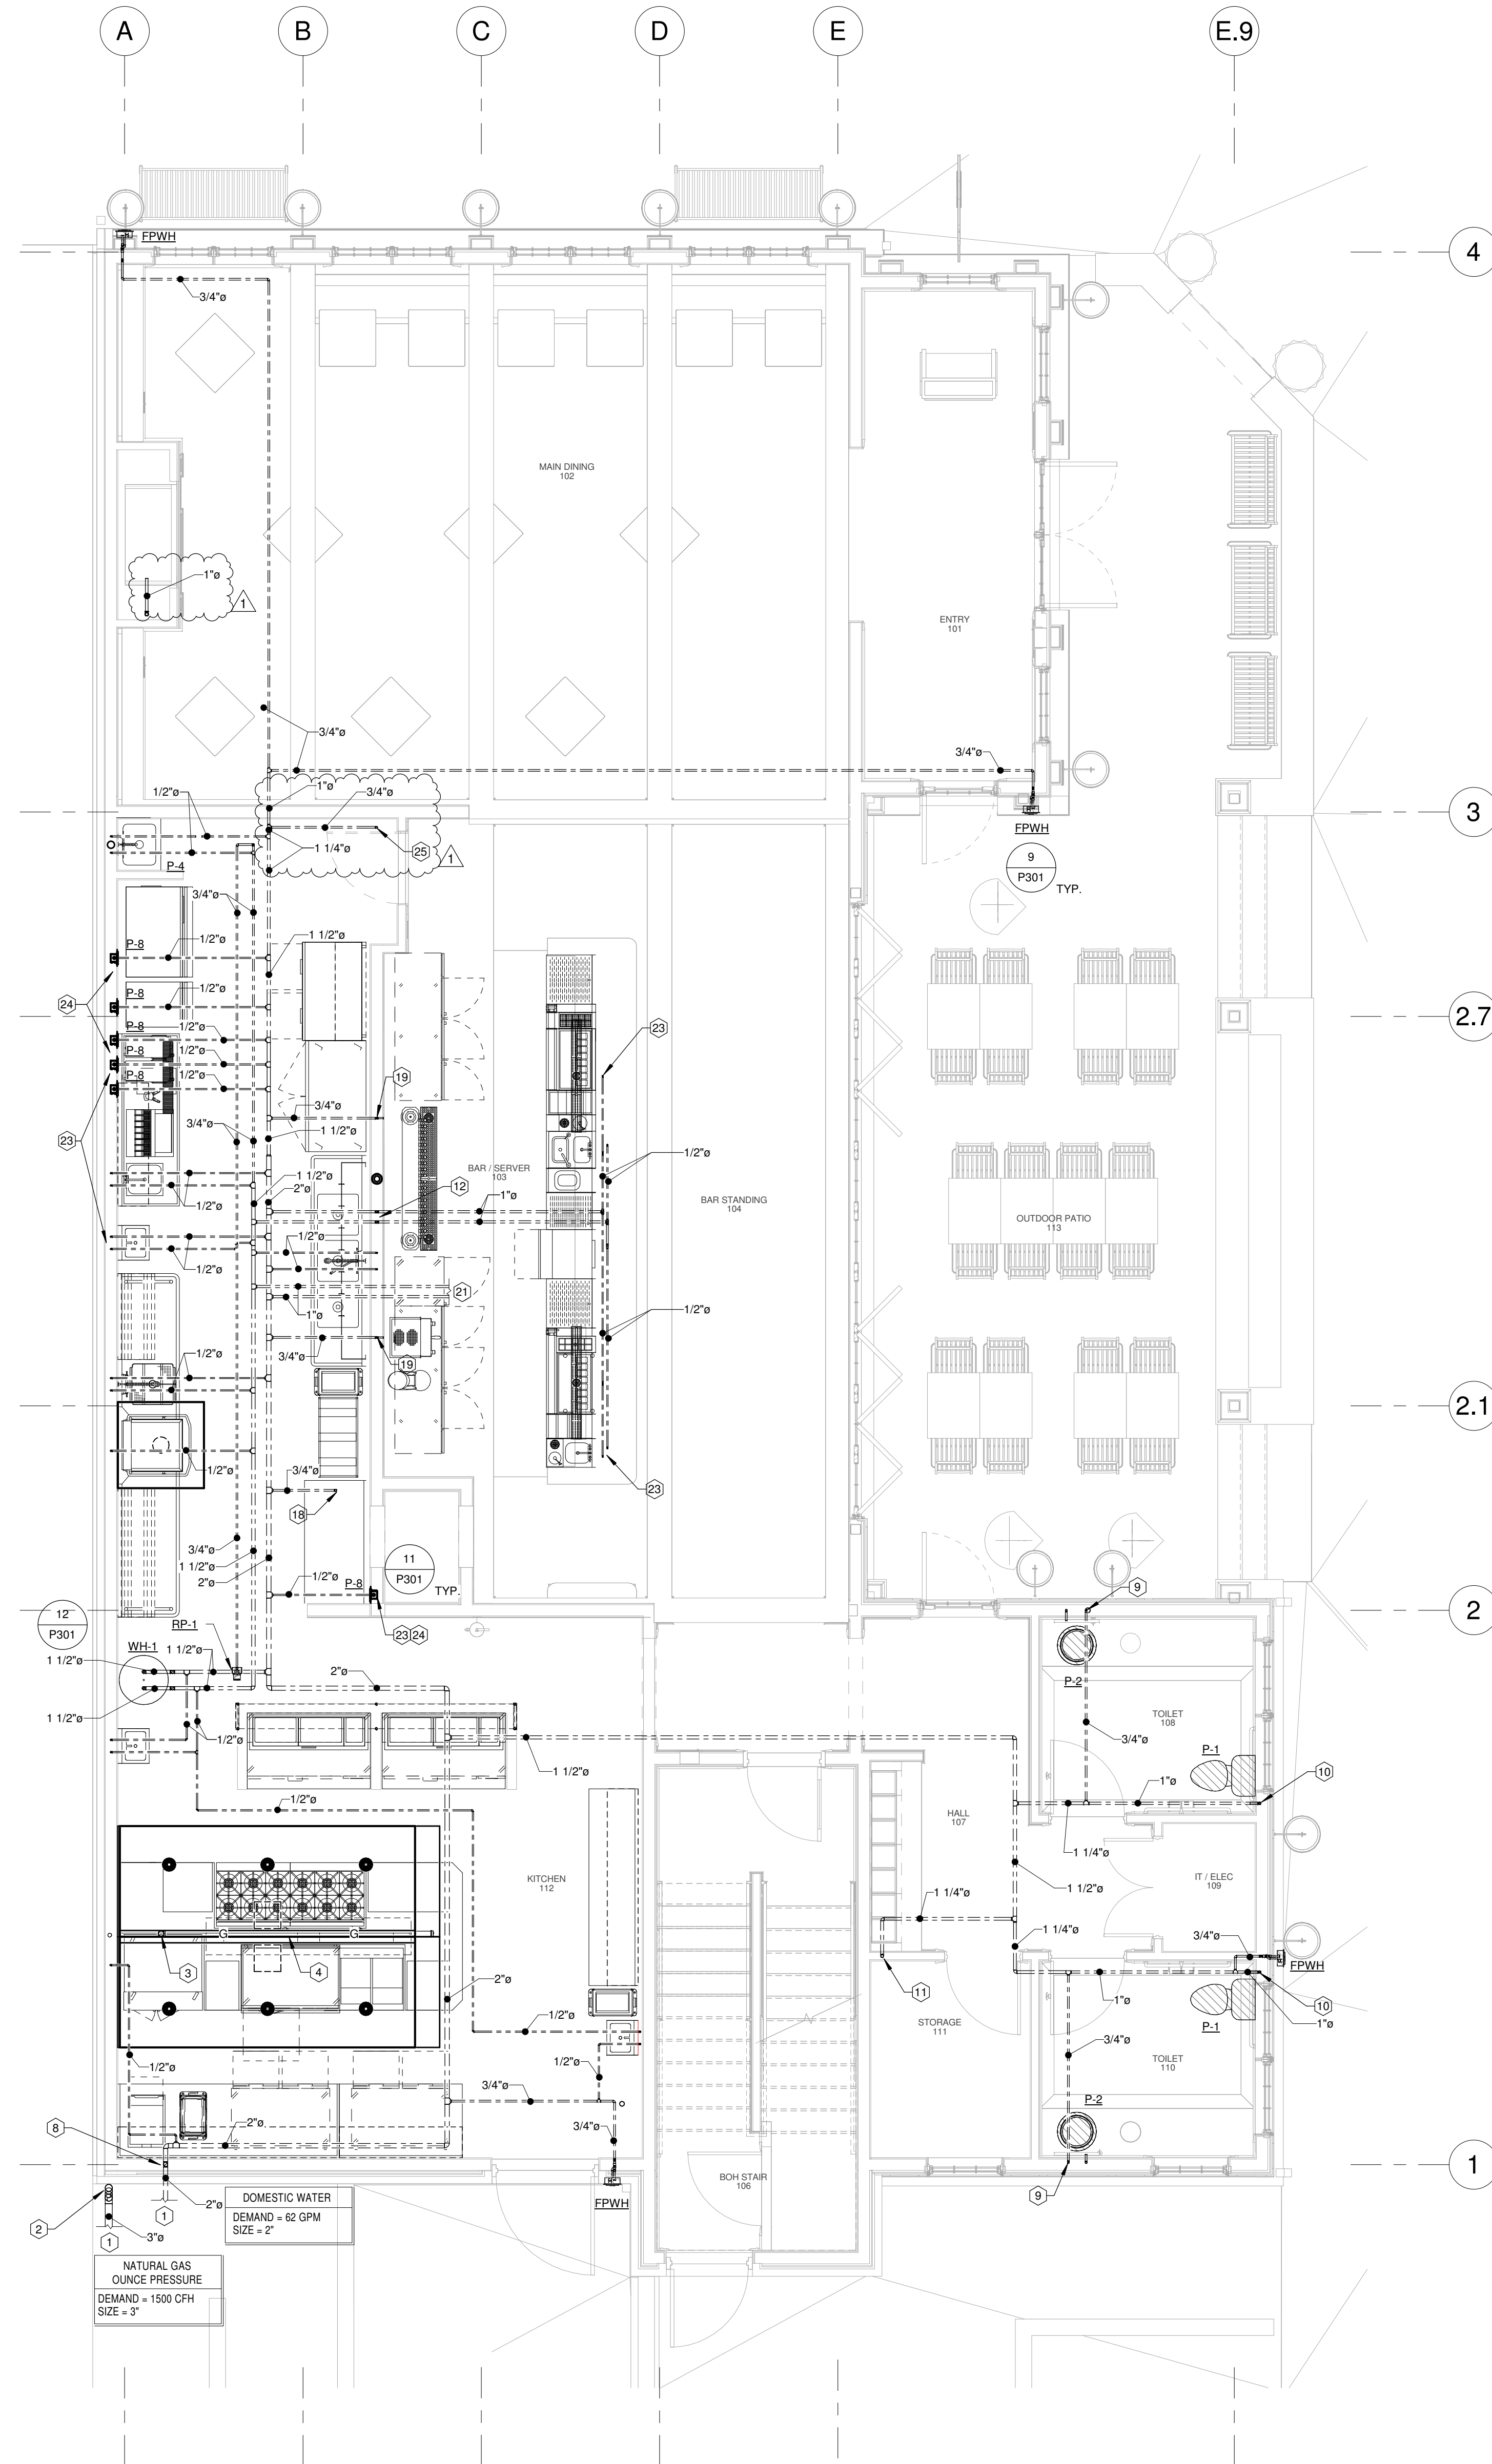 A
B
C
D
E
E.9
4
FPWH
3/4"ø
MAIN DINING
102
1"ø
1
ENTRY
101
3/4"ø
3/4"ø
1"ø
1/2"ø
3/4"ø
3
FPWH
1 1/4"ø
25
1
P-4
9
P301
TYP.
3/4"ø
1 1/2"ø
P-8
1/2"ø
24
P-8
1/2"ø
2.7
P-8
1/2"ø
23
P-8
1/2"ø
P-8
1/2"ø
19
3/4"ø
3/4"ø
1 1/2"ø
23
1/2"ø
BAR / SERVER
103
1 1/2"ø
12
1"ø
BAR STANDING
104
2"ø
1/2"ø
OUTDOOR PATIO
113
1/2"ø
1/2"ø
21
1"ø
1/2"ø
3/4"ø
19
1/2"ø
2.1
1/2"ø
3/4"ø
23
18
3/4"ø
1 1/2"ø
2"ø
11
P301
TYP.
1/2"ø
P-8
9
12
P301
2
RP-1
23
24
WH-1
1 1/2"ø
1 1/2"ø
2"ø
P-2
1 1/2"ø
TOILET
108
1/2"ø
3/4"ø
P-1
1 1/2"ø
10
1"ø
1/2"ø
HALL
107
1 1/4"ø
KITCHEN
112
IT / ELEC
109
1 1/2"ø
1 1/4"ø
G
G
1 1/4"ø
3/4"ø
FPWH
3
4
2"ø
11
1"ø
10
1"ø
P-1
1/2"ø
STORAGE
111
3/4"ø
TOILET
110
1/2"ø
1/2"ø
3/4"ø
P-2
8
2"ø
3/4"ø
1
BOH STAIR
106
9
2"ø
FPWH
2
1
3"ø
1
DOMESTIC WATER
DEMAND = 62 GPM
SIZE = 2"
NATURAL GAS
OUNCE PRESSURE
DEMAND = 1500 CFH
SIZE = 3"